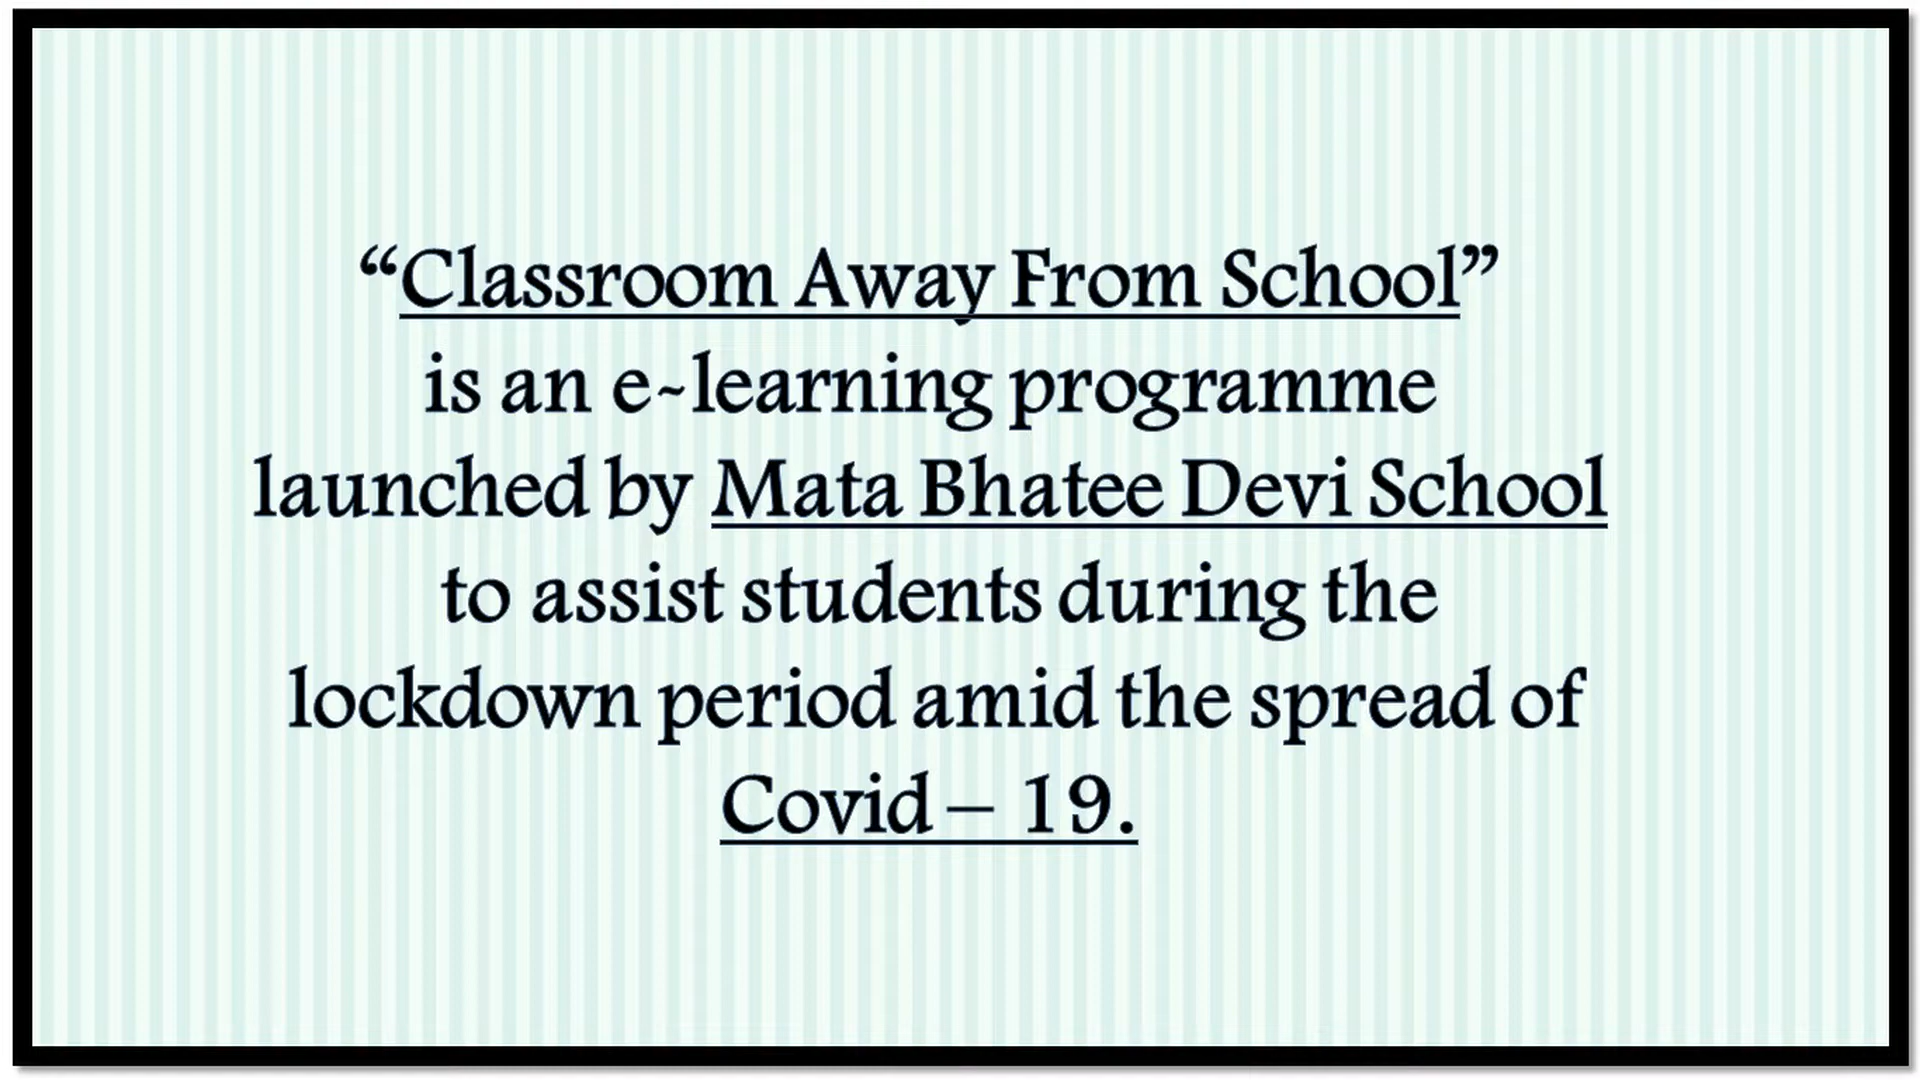 “Classroom Away From School”
is an e-learning programme
launched by Mata Bhatee Devi School
to assist students during the
lockdown period amid the spread of
Covid – 19.